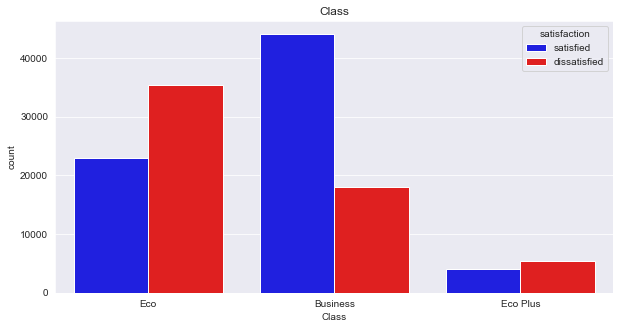 Class
satisfaction
satisfied
dissatisfied
count
40000
30000
20000
10000
0
Eco
Business
Eco Plus
Class